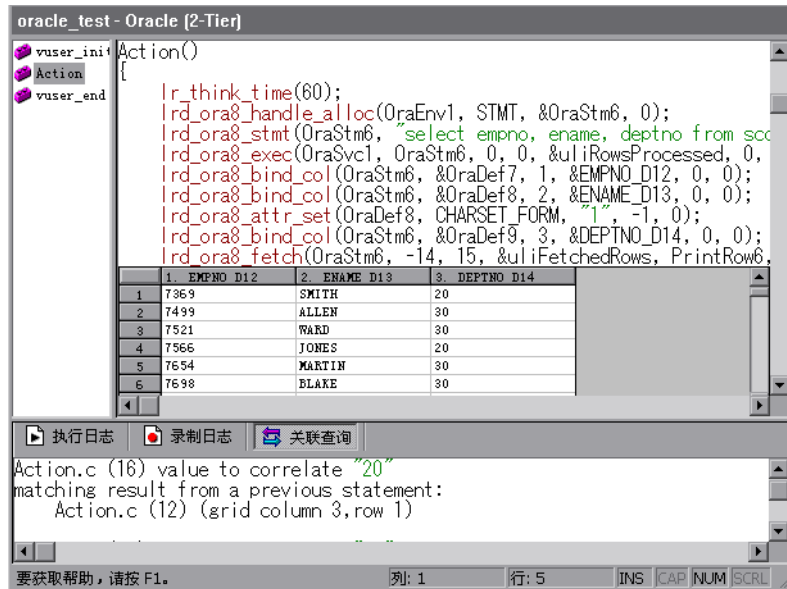 oracle_test - Oracle (2-Tier)
vuser_init
Action
vuser_end
Action()
{
lr_think_time(60);
lrd_ora8_handle_alloc(OraEnv1, STMT, &OraStm6, 0);
lrd_ora8_stmt(OraStm6, "select empno, ename, deptno from sco
lrd_ora8_exec(OraSvc1, OraStm6, 0, 0, &uliRowsProcessed, 0,
lrd_ora8_bind_col(OraStm6, &OraDef7, 1, &EMPNO_D12, 0, 0);
lrd_ora8_bind_col(OraStm6, &OraDef8, 2, &ENAME_D13, 0, 0);
lrd_ora8_attr_set(OraDef8, CHARSET_FORM, "1", -1, 0);
lrd_ora8_bind_col(OraStm6, &OraDef9, 3, &DEPTNO_D14, 0, 0);
lrd_ora8_fetch(OraStm6, -14, 15, &uliFetchedRows, PrintRow6,
1. EMPNO D12 2. ENAME D13 3. DEPTNO D14
1 7369 SMITH 20
2 7499 ALLEN 30
3 7521 WARD 30
4 7566 JONES 20
5 7654 MARTIN 30
6 7698 BLAKE 30
执行日志 录制日志 关联查询
Action.c (16) value to correlate "20"
matching result from a previous statement:
Action.c (12) (grid column 3,row 1)
要获取帮助，请按 F1。 列: 1 行: 5 INS CAP NUM SCRL